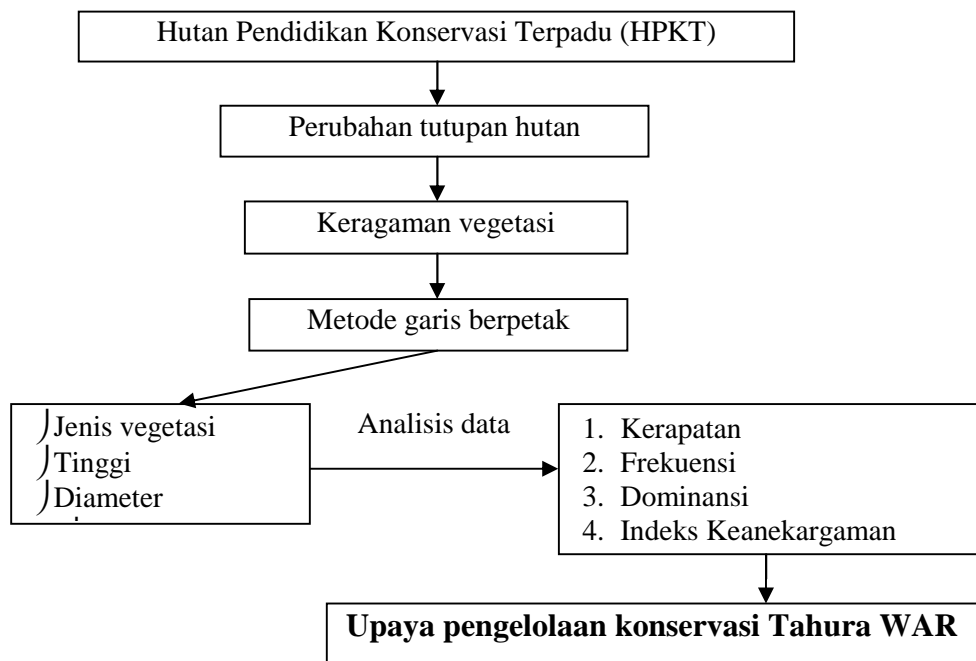 Hutan Pendidikan Konservasi Terpadu (HPKT)
Perubahan tutupan hutan
Keragaman vegetasi
Metode garis berpetak
Jenis vegetasi
Tinggi
Diameter
Analisis data
1. Kerapatan
2. Frekuensi
3. Dominansi
4. Indeks Keanekargaman
Upaya pengelolaan konservasi Tahura WAR